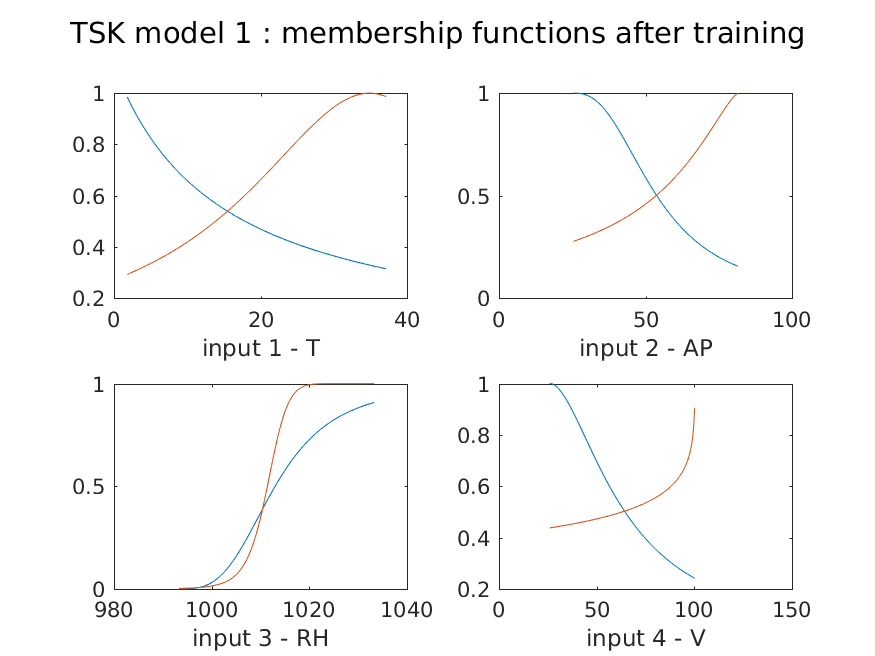 TSK model 1 : membership functions after training
1
0.8
0.6
0.4
0.2
0 20 40
input 1 - T
1
0.5
0
0 50 100
input 2 - AP
1
0.5
0
980 1000 1020 1040
input 3 - RH
1
0.8
0.6
0.4
0.2
0 50 100 150
input 4 - V